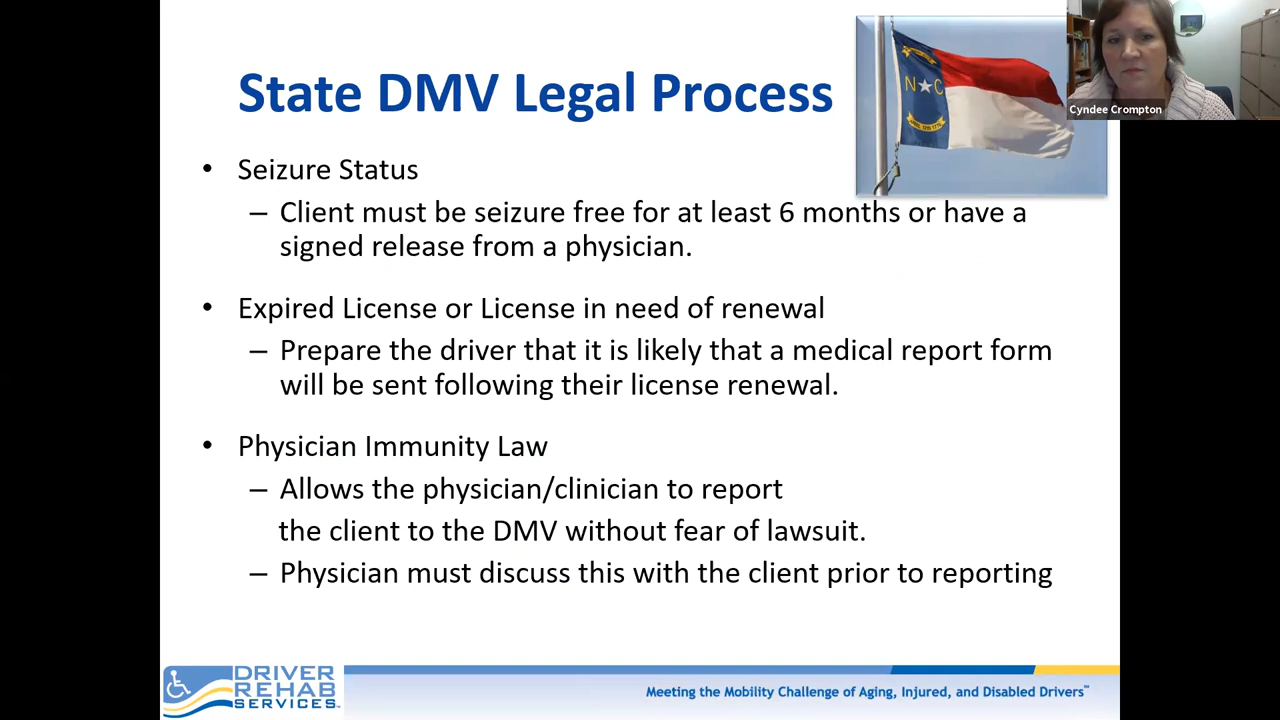 State DMV Legal Process
N C
Cyndee Crompton
• Seizure Status
– Client must be seizure free for at least 6 months or have a
signed release from a physician.
• Expired License or License in need of renewal
– Prepare the driver that it is likely that a medical report form
will be sent following their license renewal.
• Physician Immunity Law
– Allows the physician/clinician to report
the client to the DMV without fear of lawsuit.
– Physician must discuss this with the client prior to reporting
DRIVER
REHAB
SERVICES
Meeting the Mobility Challenge of Aging, Injured, and Disabled Drivers™